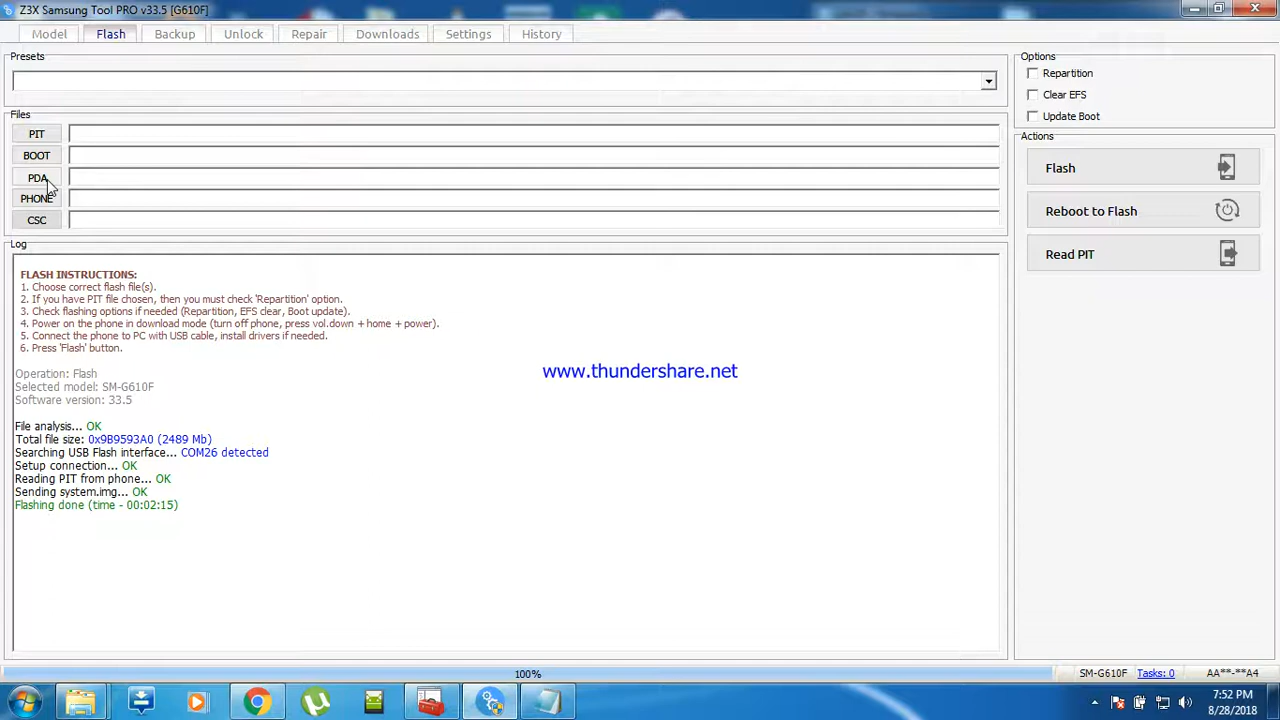 Z3X Samsung Tool PRO v33.5 [G610F]
Model Flash Backup Unlock Repair Downloads Settings History
Presets
Options
Repartition
Clear EFS
Update Boot
Files
PIT
BOOT
PDA
PHONE
CSC
Actions
Flash
Reboot to Flash
Read PIT
Log
FLASH INSTRUCTIONS:
1. Choose correct flash file(s).
2. If you have PIT file chosen, then you must check 'Repartition' option.
3. Check flashing options if needed (Repartition, EFS clear, Boot update).
4. Power on the phone in download mode (turn off phone, press vol.down + home + power).
5. Connect the phone to PC with USB cable, install drivers if needed.
6. Press 'Flash' button.
www.thundershare.net
Operation: Flash
Selected model: SM-G610F
Software version: 33.5
File analysis... OK
Total file size: 0x9B9593A0 (2489 Mb)
Searching USB Flash interface... COM26 detected
Setup connection... OK
Reading PIT from phone... OK
Sending system.img... OK
Flashing done (time - 00:02:15)
100%
SM-G610F Tasks: 0 AA**-**A4
7:52 PM
8/28/2018